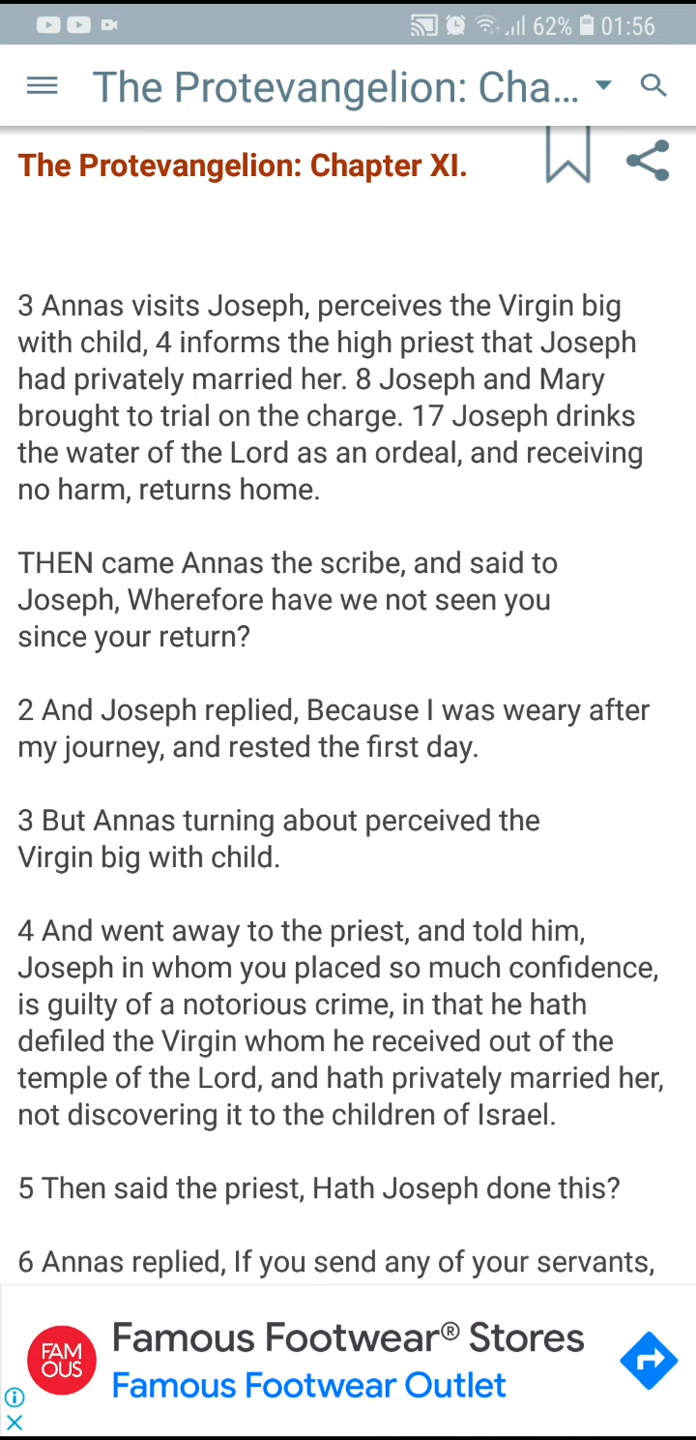 62% 01:56
The Protevangelion: Cha...
The Protevangelion: Chapter XI.
3 Annas visits Joseph, perceives the Virgin big
with child, 4 informs the high priest that Joseph
had privately married her. 8 Joseph and Mary
brought to trial on the charge. 17 Joseph drinks
the water of the Lord as an ordeal, and receiving
no harm, returns home.
THEN came Annas the scribe, and said to
Joseph, Wherefore have we not seen you
since your return?
2 And Joseph replied, Because I was weary after
my journey, and rested the first day.
3 But Annas turning about perceived the
Virgin big with child.
4 And went away to the priest, and told him,
Joseph in whom you placed so much confidence,
is guilty of a notorious crime, in that he hath
defiled the Virgin whom he received out of the
temple of the Lord, and hath privately married her,
not discovering it to the children of Israel.
5 Then said the priest, Hath Joseph done this?
6 Annas replied, If you send any of your servants,
FAM
OUS
Famous Footwear® Stores
Famous Footwear Outlet